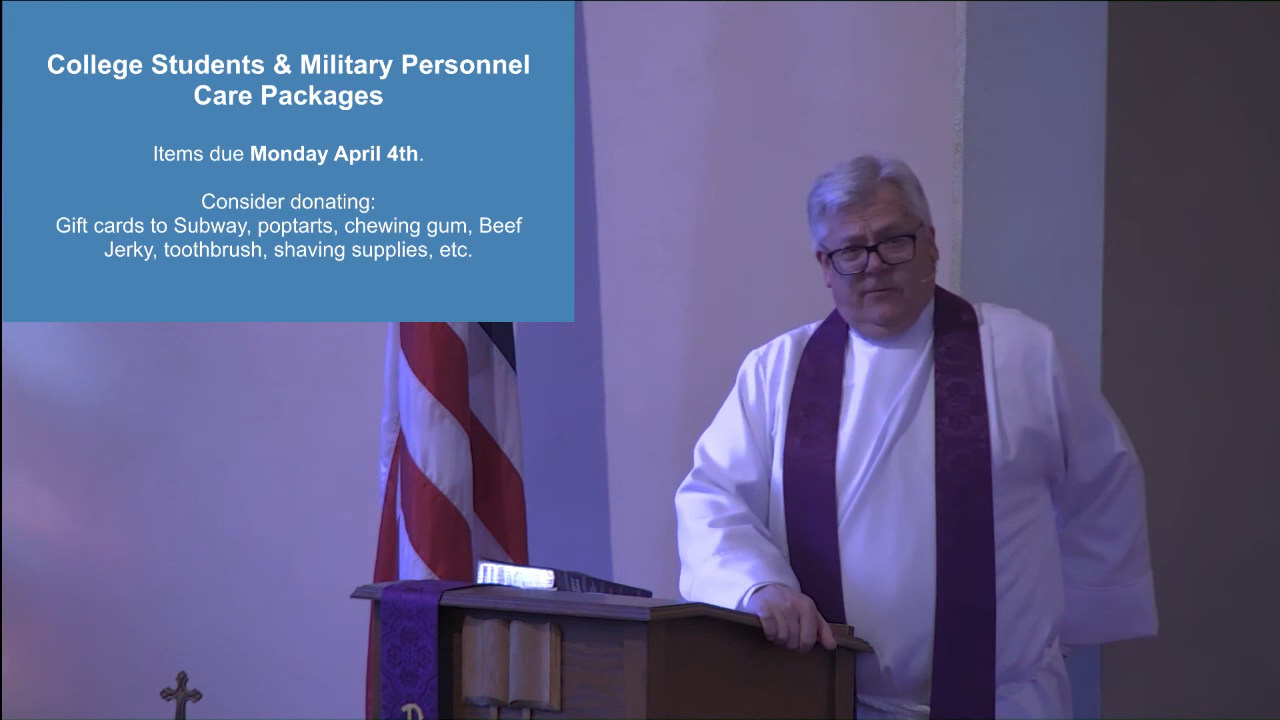 College Students & Military Personnel
Care Packages
Items due Monday April 4th.
Consider donating:
Gift cards to Subway, poptarts, chewing gum, Beef
Jerky, toothbrush, shaving supplies, etc.